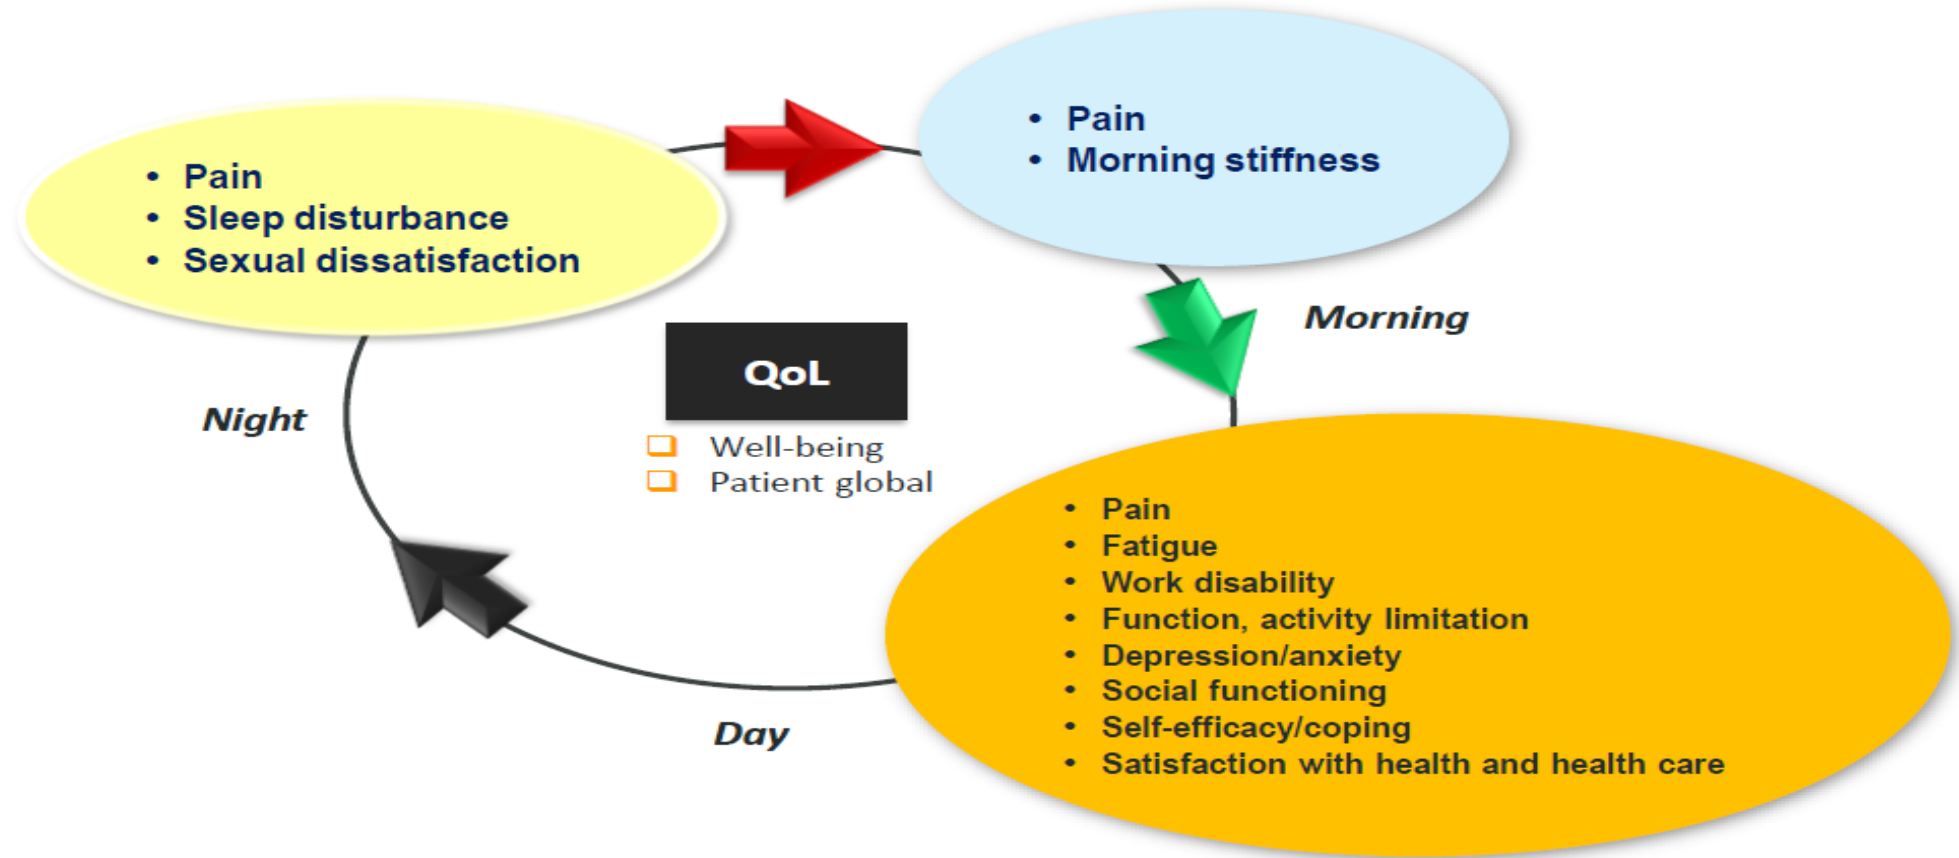 • Pain
• Sleep disturbance
• Sexual dissatisfaction
• Pain
• Morning stiffness
Morning
QoL
❑ Well-being
❑ Patient global
Night
• Pain
• Fatigue
• Work disability
• Function, activity limitation
• Depression/anxiety
• Social functioning
• Self-efficacy/coping
• Satisfaction with health and health care
Day